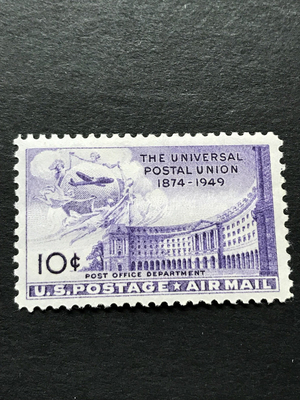 THE UNIVERSAL
POSTAL UNION
1874-1949
10¢
POST OFFICE DEPARTMENT
U.S. POSTAGE ★ AIR MAIL